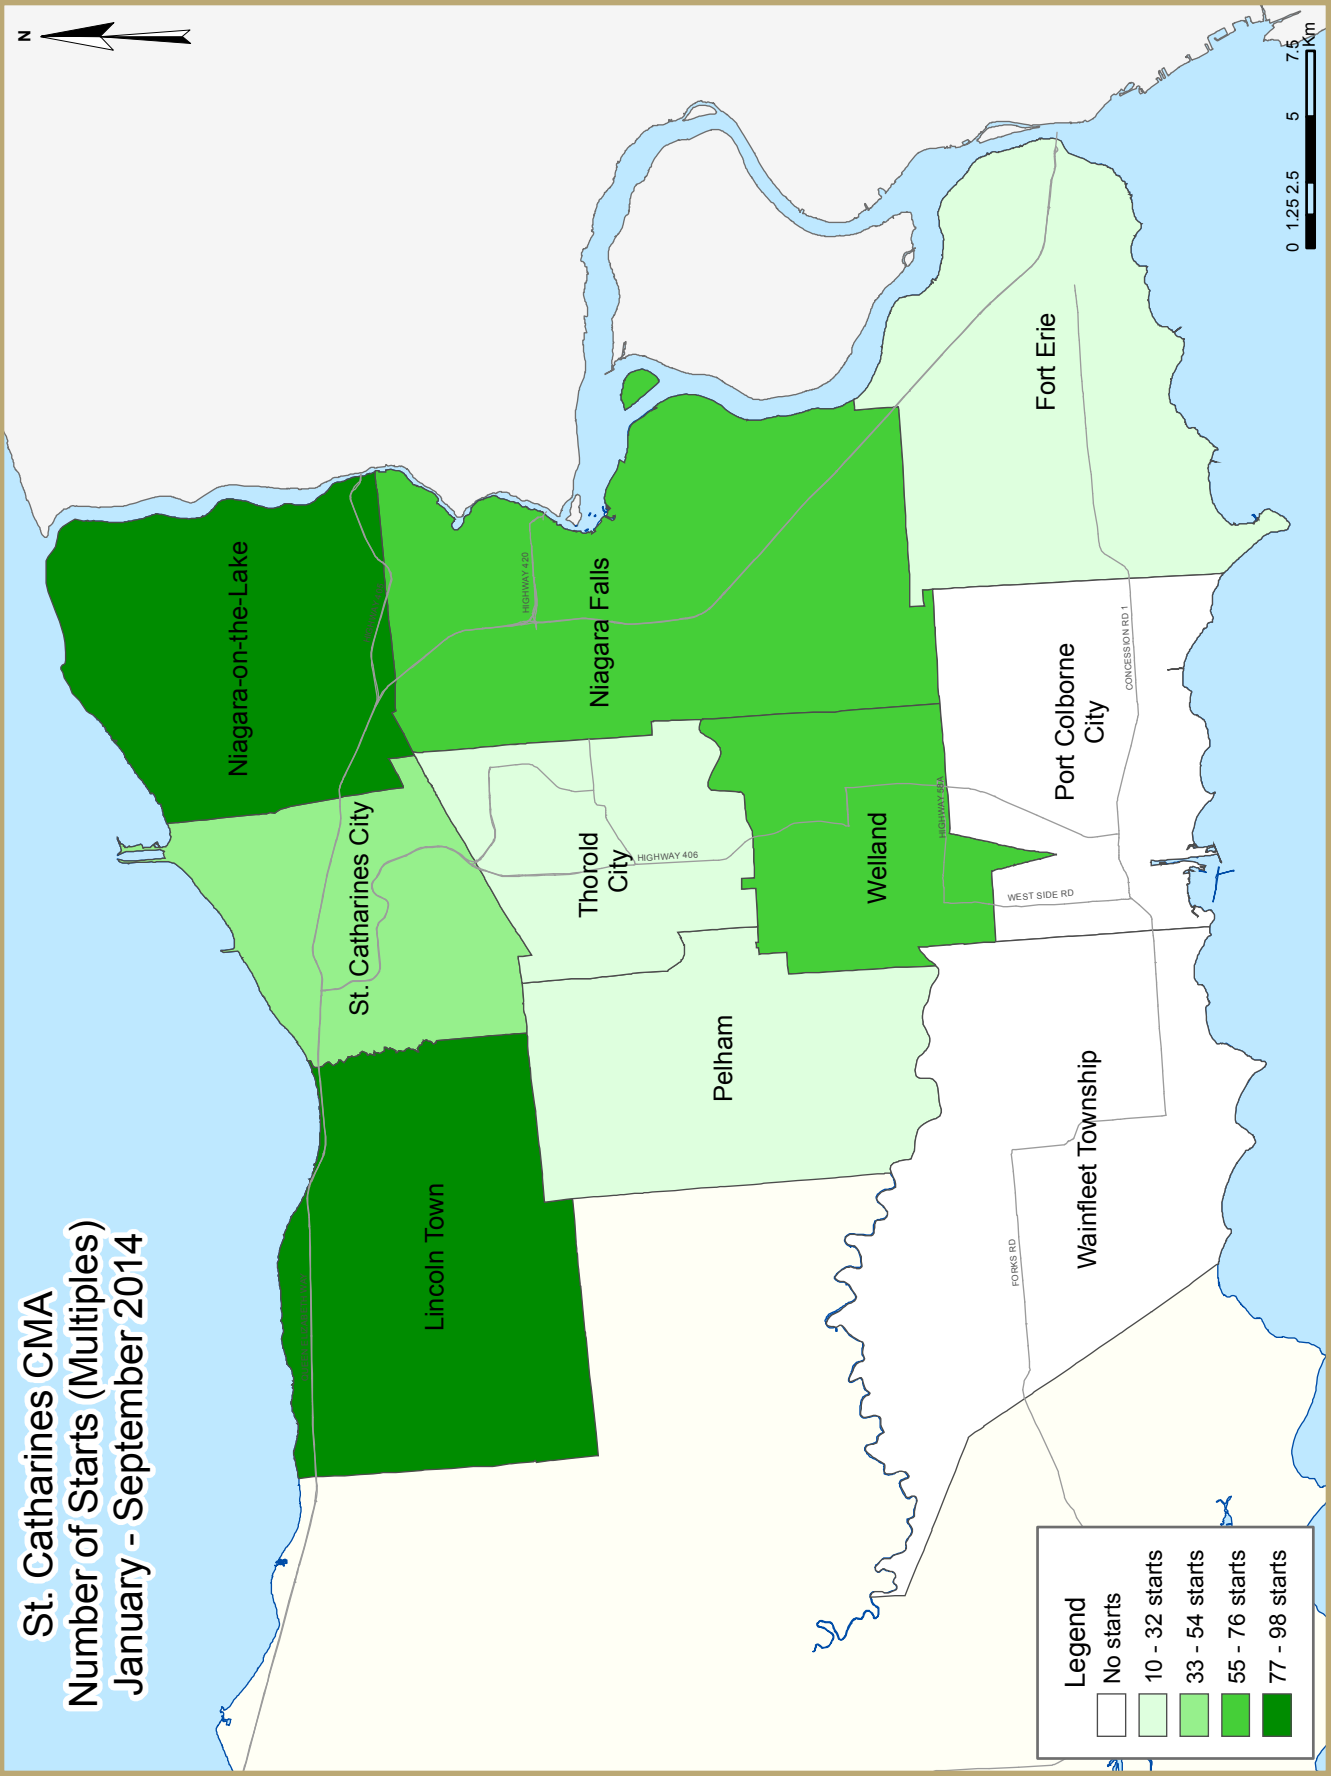 St. Catharines CMA
Number of Starts (Multiples)
January - September 2014
N
Niagara-on-the-Lake
St. Catharines City
Lincoln Town
HIGHWAY 420
Niagara Falls
Thorold
City
HIGHWAY 406
Pelham
Welland
HIGHWAY 58A
WEST SIDE RD
Port Colborne
City
CONCESSION RD 1
Fort Erie
Wainfleet Township
FORKS RD
Legend
No starts
10 - 32 starts
33 - 54 starts
55 - 76 starts
77 - 98 starts
0 1.25 2.5 5 7.5
Km